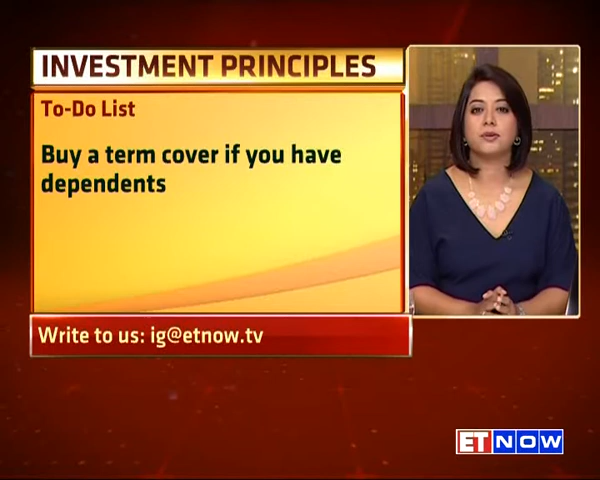 INVESTMENT PRINCIPLES
To-Do List
Buy a term cover if you have
dependents
Write to us: ig@etnow.tv
ET NOW